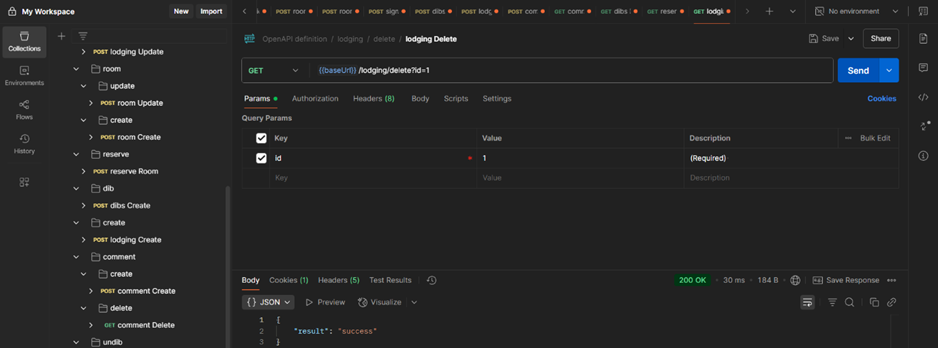 My Workspace
New
Import
POST roor
POST roor
POST sign
POST dibs
POST lodg
POST com
GET comr
GET dibs
GET reser
GET lodgi
No environment
Collections
Environments
Flows
History
POST lodging Update
room
update
POST room Update
create
POST room Create
reserve
POST reserve Room
dib
POST dibs Create
create
POST lodging Create
comment
create
POST comment Create
delete
GET comment Delete
undib
HTTP
OpenAPI definition / lodging / delete / lodging Delete
Save
Share
GET
{{baseUrl}} /lodging/delete?id=1
Send
Params
Authorization
Headers (8)
Body
Scripts
Settings
Cookies
Query Params
Key
Value
Description
Bulk Edit
id
1
(Required)
Key
Value
Description
Body
Cookies (1)
Headers (5)
Test Results
200 OK
30 ms
184 B
Save Response
{} JSON
Preview
Visualize
1 {
2 "result": "success"
3 }